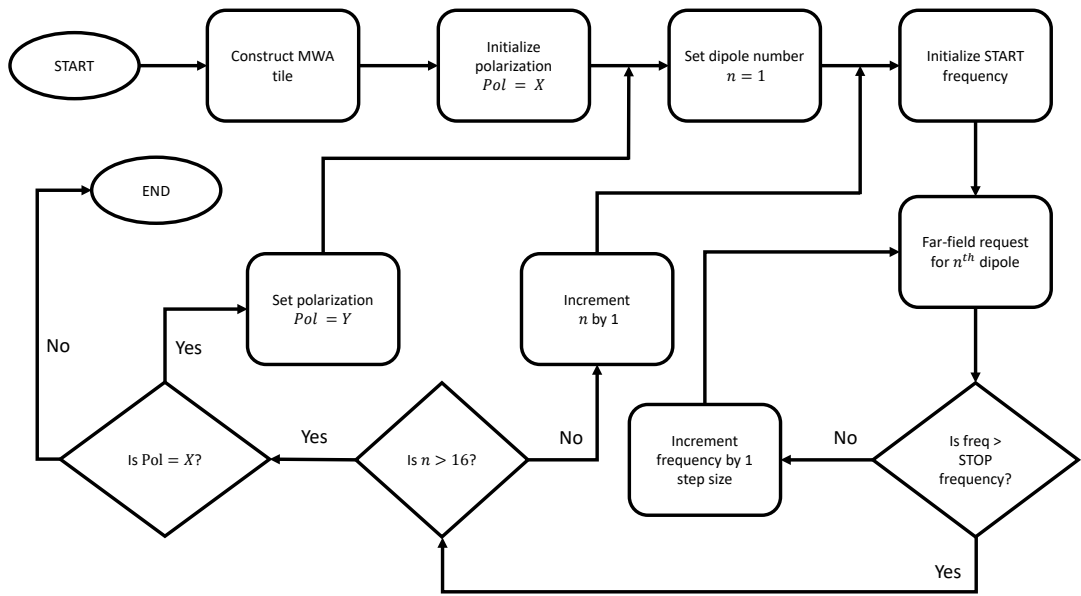 START
Construct MWA
tile
Initialize
polarization
𝑃𝑜𝑙 = 𝑋
Set dipole number
𝑛 = 1
Initialize START
frequency
END
Far-field request
for 𝑛^{𝑡ℎ} dipole
Set polarization
𝑃𝑜𝑙 = 𝑌
Increment
𝑛 by 1
No
Yes
Is Pol = 𝑋?
Yes
Is 𝑛 > 16?
No
Increment
frequency by 1
step size
No
Is freq >
STOP
frequency?
Yes